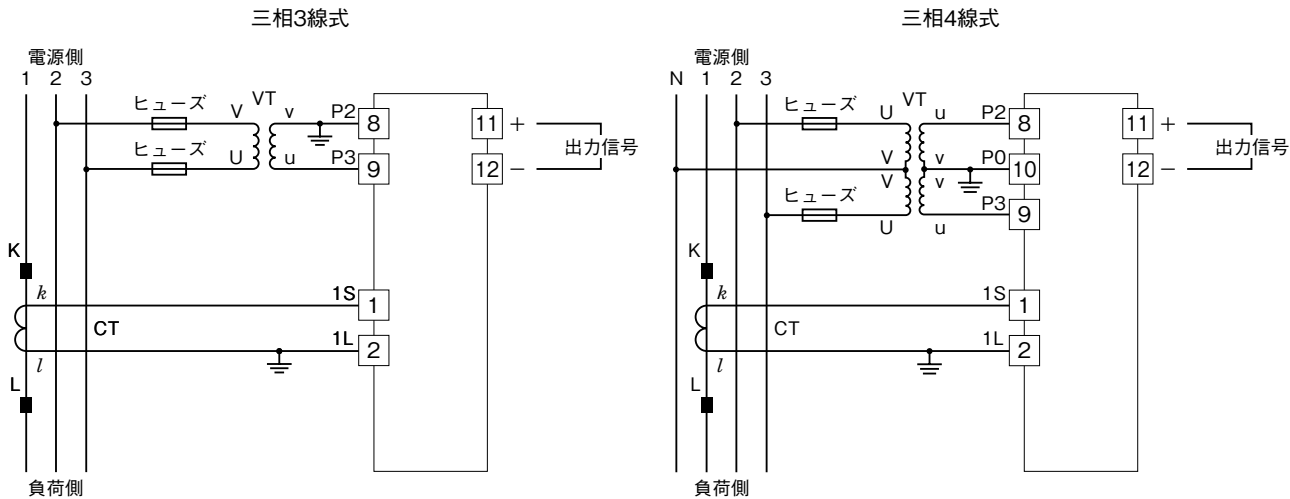 三相3線式
電源側
1 2 3
ヒューズ
V VT v P2 8 11 +
出力信号
ヒューズ
U u P3 9 12 −
K
k 1S 1
CT
1L 2
l
L
負荷側
三相4線式
電源側
N 1 2 3
ヒューズ
U VT u P2 8 11 +
出力信号
V v P0 10 12 −
V v
ヒューズ
P3 9
U u
K
k 1S 1
CT
1L 2
l
L
負荷側